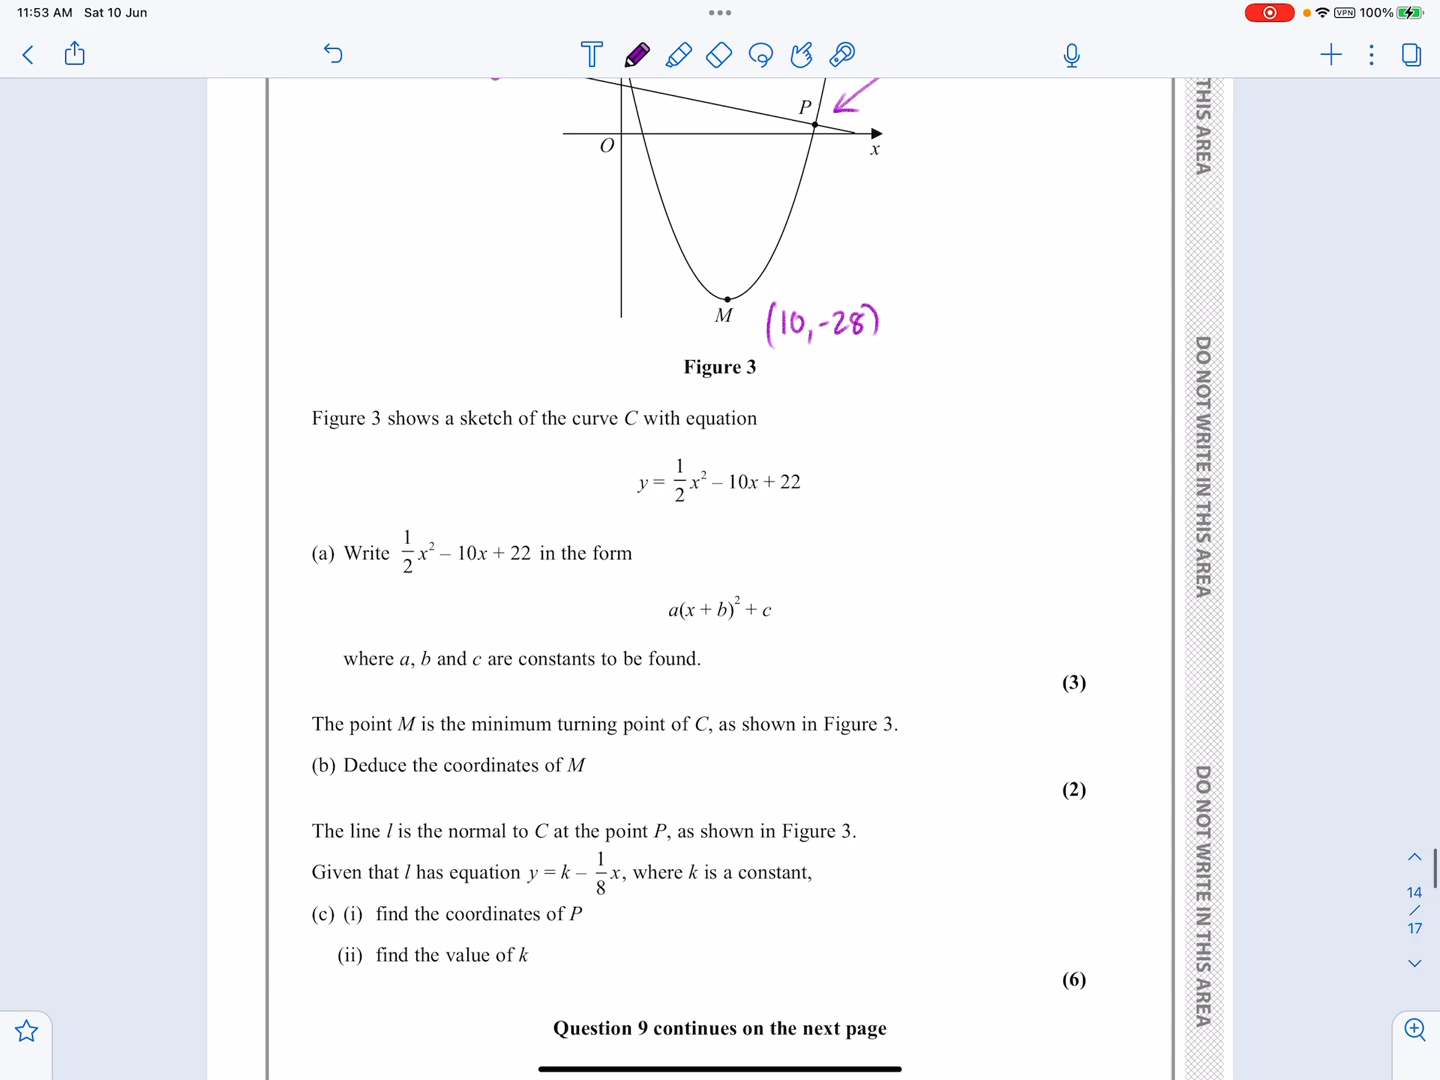 11:53 AM Sat 10 Jun
VPN 100%
T
P
O
x
M
(10,-28)
Figure 3
Figure 3 shows a sketch of the curve C with equation
y = 1/2 x² – 10x + 22
(a) Write 1/2 x² – 10x + 22 in the form
a(x + b)² + c
where a, b and c are constants to be found.
(3)
The point M is the minimum turning point of C, as shown in Figure 3.
(b) Deduce the coordinates of M
(2)
The line l is the normal to C at the point P, as shown in Figure 3.
Given that l has equation y = k – 1/8 x, where k is a constant,
(c) (i) find the coordinates of P
(ii) find the value of k
(6)
Question 9 continues on the next page
THIS AREA
DO NOT WRITE IN THIS AREA
DO NOT WRITE IN THIS AREA
14
/
17